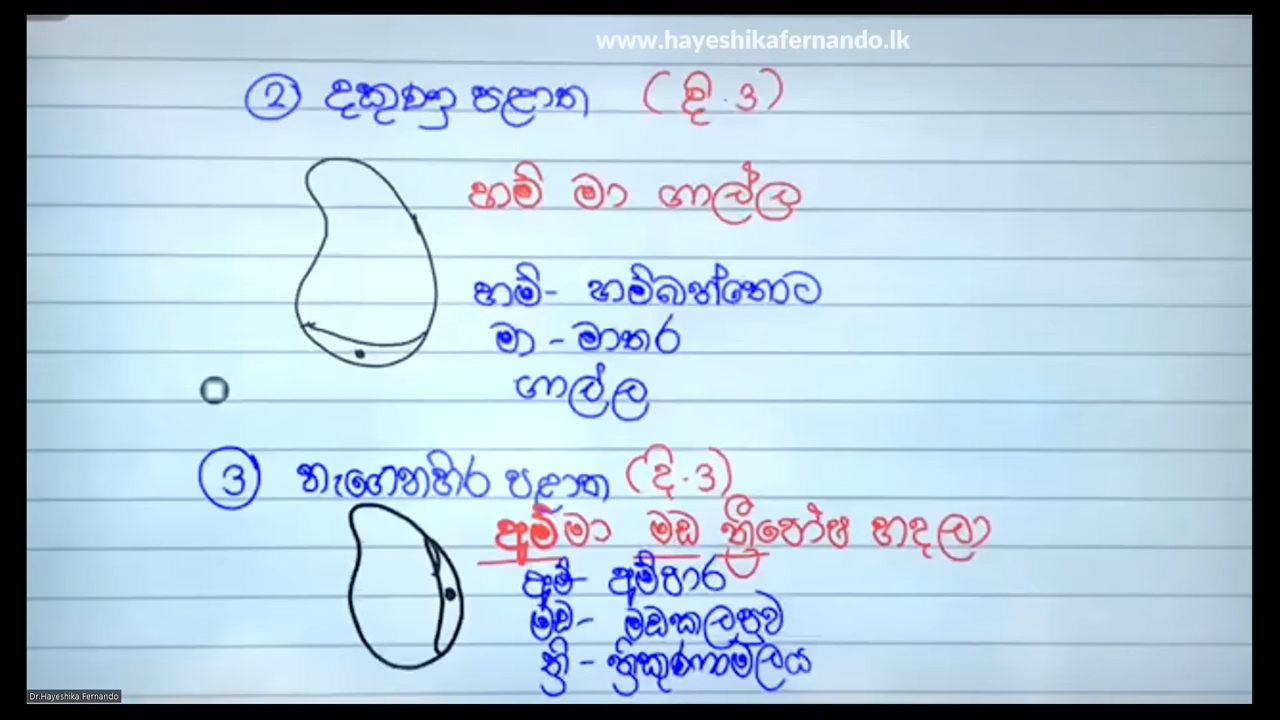 www.hayeshikafernando.lk
2 දකුණු පළාත (දි.3)
හම් මා ගාල්ල
හම් - හම්බන්තොට
මා - මාතර
ගාල්ල
3 නැගෙනහිර පළාත (දි.3)
අම්මා මඩ ත්‍රීපෝෂ හදලා
අම් - අම්පාර
මඩ - මඩකලපුව
ත්‍රි - ත්‍රිකුණාමලය
Dr.Hayeshika Fernando